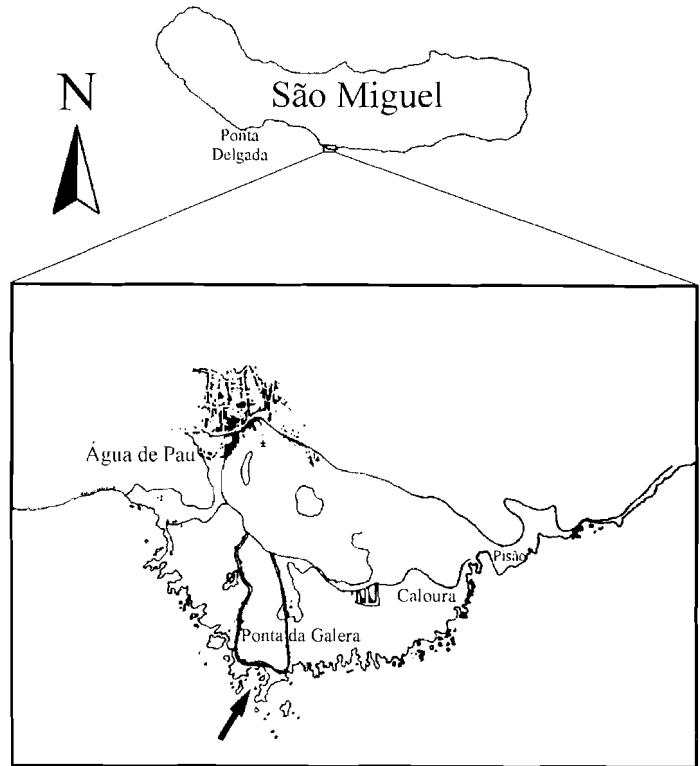 N
São Miguel
Ponta
Delgada
Água de Pau
Pisão
Caloura
Ponta da Galera